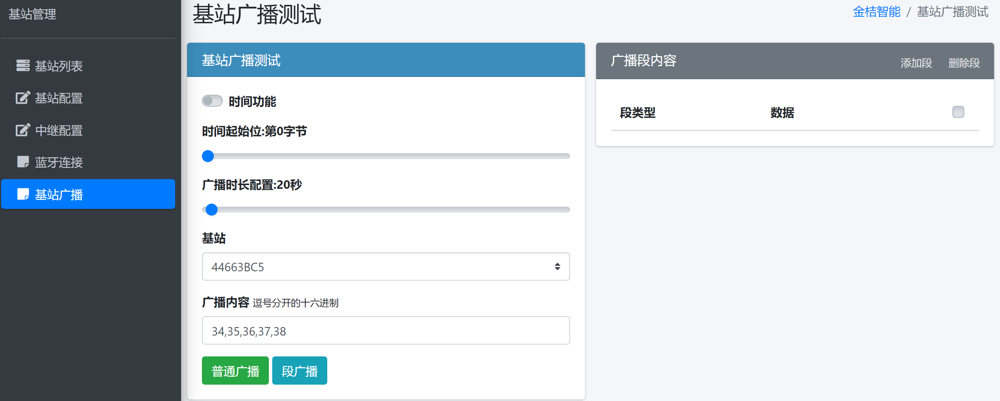 基站管理
基站列表
基站配置
中继配置
蓝牙连接
基站广播
基站广播测试
金桔智能 / 基站广播测试
基站广播测试
时间功能
时间起始位:第0字节
广播时长配置:20秒
基站
44663BC5
广播内容 逗号分开的十六进制
34,35,36,37,38
普通广播 段广播
广播段内容 添加段 删除段
段类型 数据